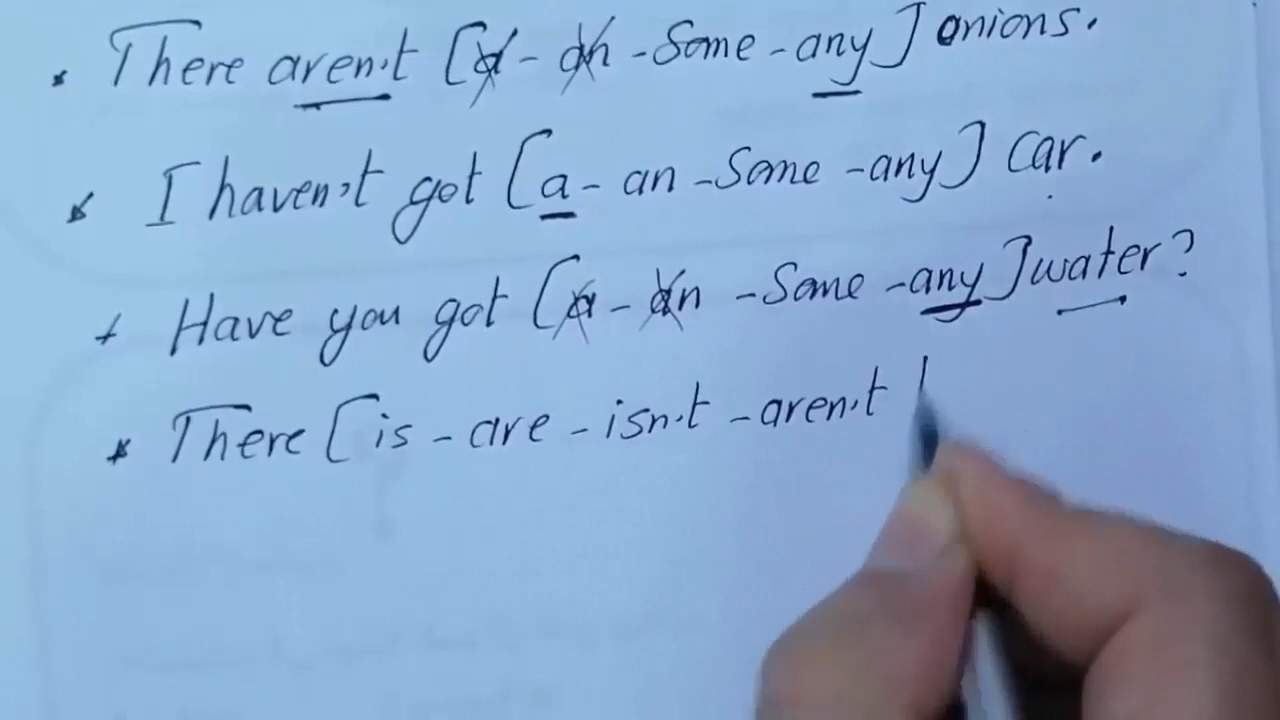 There aren't [a - an - Some - any] onions.
I haven't got [a - an - Some - any] Car.
Have you got [a - an - Some - any] water?
There [is - are - isn't - aren't